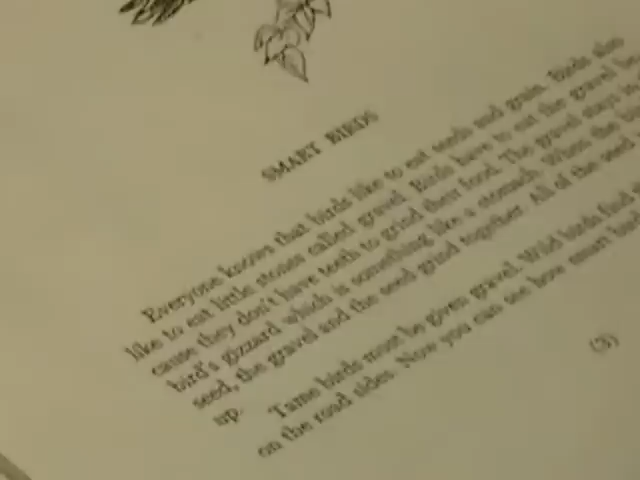 SMART BIRDS
Everyone knows that birds like to eat seeds and grain. Birds also
like to eat little stones called gravel. Birds have to eat the gravel be-
cause they don't have teeth to grind their food. The gravel stays in
bird's gizzard which is something like a stomach. When the
seed, the gravel and the seed grind together. All of the seed
up.
Tame birds must be given gravel. Wild birds find
on the road sides. Now you can see how smart
(3)